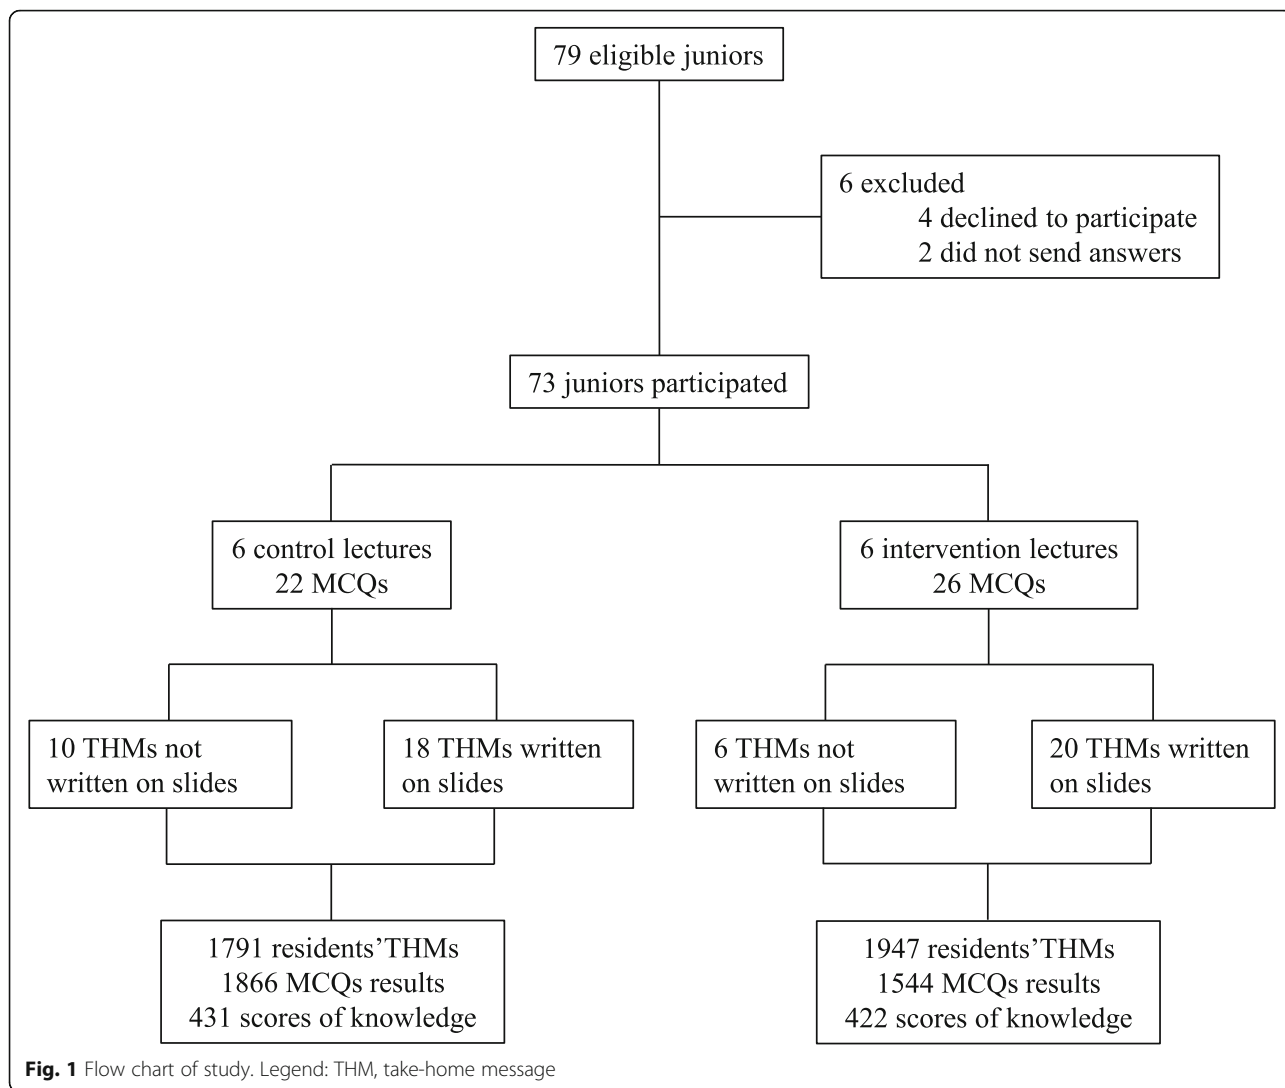 79 eligible juniors
6 excluded
4 declined to participate
2 did not send answers
73 juniors participated
6 control lectures
22 MCQs
6 intervention lectures
26 MCQs
10 THMs not
written on slides
18 THMs written
on slides
6 THMs not
written on slides
20 THMs written
on slides
1791 residents’THMs
1866 MCQs results
431 scores of knowledge
1947 residents’THMs
1544 MCQs results
422 scores of knowledge
Fig. 1 Flow chart of study. Legend: THM, take-home message